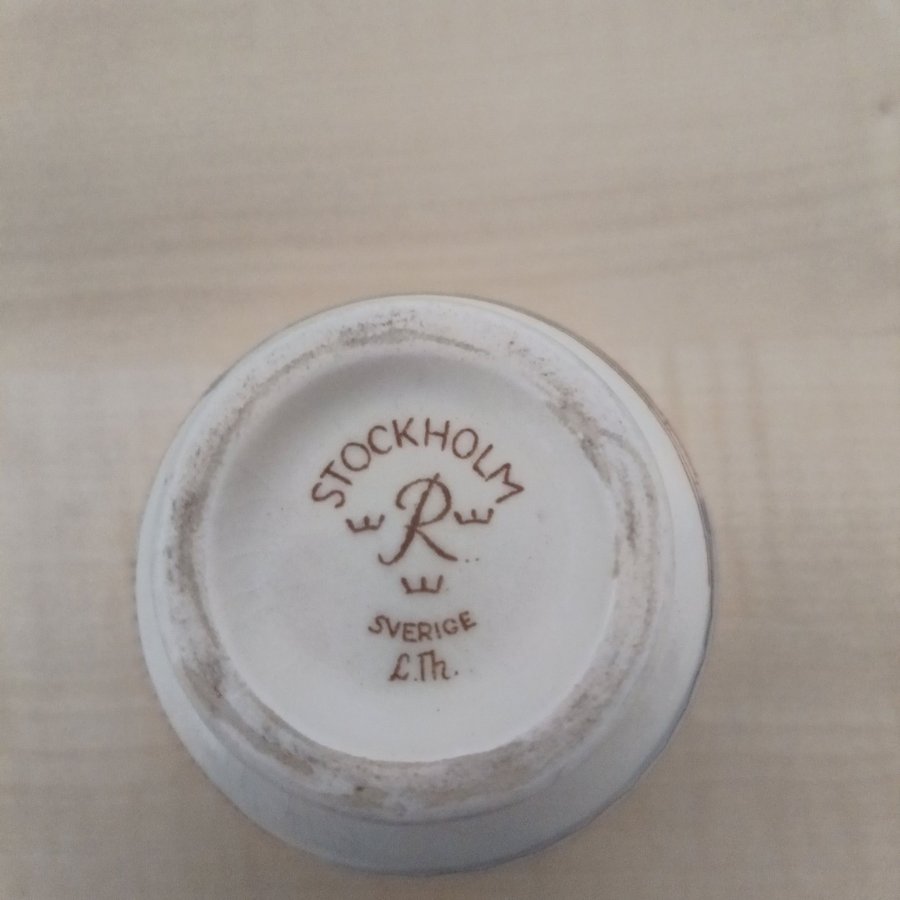 STOCKHOLM
R
SVERIGE
L.Th.